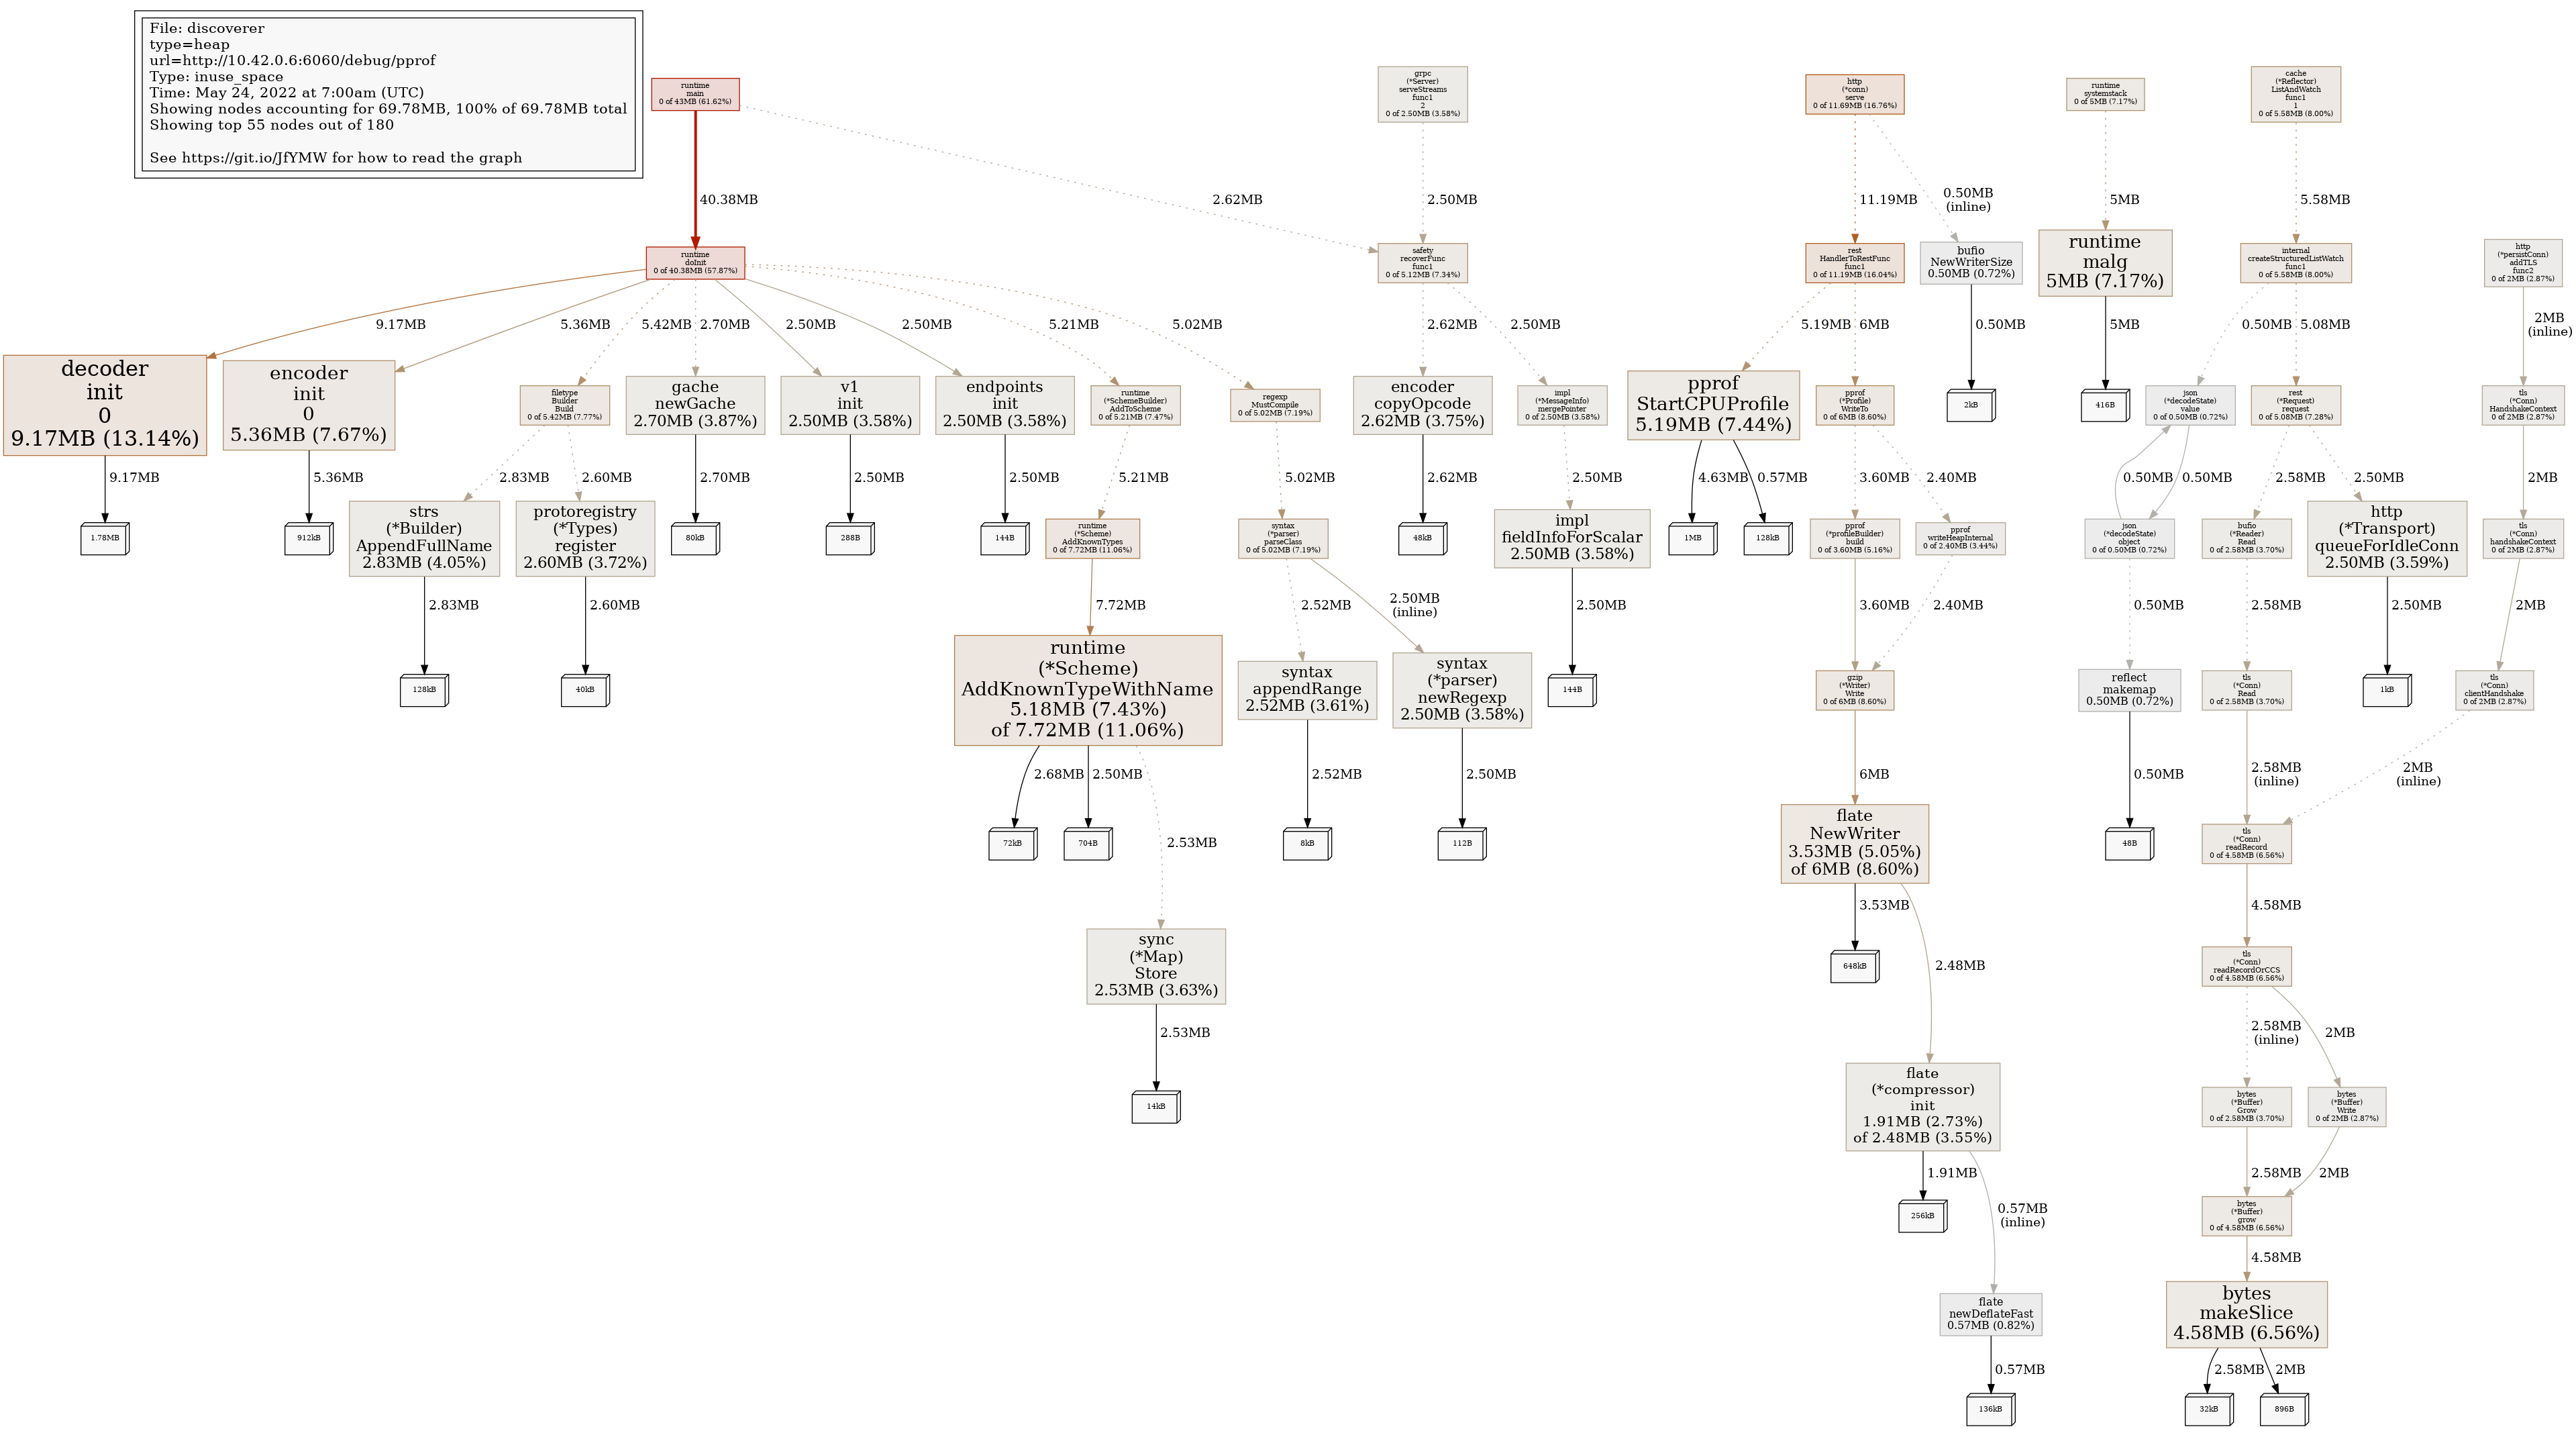 File: discoverer
type=heap
url=http://10.42.0.6:6060/debug/pprof
Type: inuse_space
Time: May 24, 2022 at 7:00am (UTC)
Showing nodes accounting for 69.78MB, 100% of 69.78MB total
Showing top 55 nodes out of 180
See https://git.io/JfYMW for how to read the graph
runtime
main
0 of 43MB (61.62%)
grpc
(*Server)
serveStreams
func1
2
0 of 2.50MB (3.58%)
http
(*conn)
serve
0 of 11.69MB (16.76%)
runtime
systemstack
0 of 5MB (7.17%)
cache
(*Reflector)
ListAndWatch
func1
1
0 of 5.58MB (8.00%)
40.38MB
2.62MB
2.50MB
11.19MB
0.50MB
(inline)
5MB
5.58MB
runtime
doInit
0 of 40.38MB (57.87%)
safety
recoverFunc
func1
0 of 5.12MB (7.34%)
rest
HandlerToRestFunc
func1
0 of 11.19MB (16.04%)
bufio
NewWriterSize
0.50MB (0.72%)
runtime
malg
5MB (7.17%)
internal
createStructuredListWatch
func1
0 of 5.58MB (8.00%)
http
(*persistConn)
addTLS
func2
0 of 2MB (2.87%)
9.17MB
5.36MB
5.42MB
2.70MB
2.50MB
2.50MB
5.21MB
5.02MB
2.62MB
2.50MB
5.19MB
6MB
0.50MB
5MB
0.50MB
5.08MB
2MB
(inline)
decoder
init
0
9.17MB (13.14%)
encoder
init
0
5.36MB (7.67%)
filetype
Builder
Build
0 of 5.42MB (7.77%)
gache
newGache
2.70MB (3.87%)
v1
init
2.50MB (3.58%)
endpoints
init
2.50MB (3.58%)
runtime
(*SchemeBuilder)
AddToScheme
0 of 5.21MB (7.47%)
regexp
MustCompile
0 of 5.02MB (7.19%)
encoder
copyOpcode
2.62MB (3.75%)
impl
(*MessageInfo)
mergePointer
0 of 2.50MB (3.58%)
pprof
StartCPUProfile
5.19MB (7.44%)
pprof
(*Profile)
WriteTo
0 of 6MB (8.60%)
2kB
416B
json
(*decodeState)
value
0 of 0.50MB (0.72%)
rest
(*Request)
request
0 of 5.08MB (7.28%)
tls
(*Conn)
HandshakeContext
0 of 2MB (2.87%)
9.17MB
5.36MB
2.83MB
2.60MB
2.70MB
2.50MB
2.50MB
5.21MB
5.02MB
2.62MB
2.50MB
4.63MB
0.57MB
3.60MB
2.40MB
0.50MB
0.50MB
2.58MB
2.50MB
2MB
1.78MB
912kB
strs
(*Builder)
AppendFullName
2.83MB (4.05%)
protoregistry
(*Types)
register
2.60MB (3.72%)
80kB
288B
144B
runtime
(*Scheme)
AddKnownTypes
0 of 7.72MB (11.06%)
syntax
(*parser)
parseClass
0 of 5.02MB (7.19%)
48kB
impl
fieldInfoForScalar
2.50MB (3.58%)
1MB
128kB
pprof
(*profileBuilder)
build
0 of 3.60MB (5.16%)
pprof
writeHeapInternal
0 of 2.40MB (3.44%)
json
(*decodeState)
object
0 of 0.50MB (0.72%)
bufio
(*Reader)
Read
0 of 2.58MB (3.70%)
http
(*Transport)
queueForIdleConn
2.50MB (3.59%)
tls
(*Conn)
handshakeContext
0 of 2MB (2.87%)
2.83MB
2.60MB
7.72MB
2.52MB
2.50MB
(inline)
2.50MB
3.60MB
2.40MB
0.50MB
2.58MB
2.50MB
2MB
128kB
40kB
runtime
(*Scheme)
AddKnownTypeWithName
5.18MB (7.43%)
of 7.72MB (11.06%)
syntax
appendRange
2.52MB (3.61%)
syntax
(*parser)
newRegexp
2.50MB (3.58%)
144B
gzip
(*Writer)
Write
0 of 6MB (8.60%)
reflect
makemap
0.50MB (0.72%)
tls
(*Conn)
Read
0 of 2.58MB (3.70%)
1kB
tls
(*Conn)
clientHandshake
0 of 2MB (2.87%)
2.68MB
2.50MB
2.53MB
2.52MB
2.50MB
6MB
0.50MB
2.58MB
(inline)
2MB
(inline)
72kB
704B
8kB
112B
flate
NewWriter
3.53MB (5.05%)
of 6MB (8.60%)
48B
tls
(*Conn)
readRecord
0 of 4.58MB (6.56%)
3.53MB
2.48MB
4.58MB
sync
(*Map)
Store
2.53MB (3.63%)
648kB
tls
(*Conn)
readRecordOrCCS
0 of 4.58MB (6.56%)
2.53MB
2.58MB
(inline)
2MB
14kB
flate
(*compressor)
init
1.91MB (2.73%)
of 2.48MB (3.55%)
bytes
(*Buffer)
Grow
0 of 2.58MB (3.70%)
bytes
(*Buffer)
Write
0 of 2MB (2.87%)
1.91MB
0.57MB
(inline)
2.58MB
2MB
256kB
bytes
(*Buffer)
grow
0 of 4.58MB (6.56%)
4.58MB
flate
newDeflateFast
0.57MB (0.82%)
bytes
makeSlice
4.58MB (6.56%)
0.57MB
2.58MB
2MB
136kB
32kB
896B